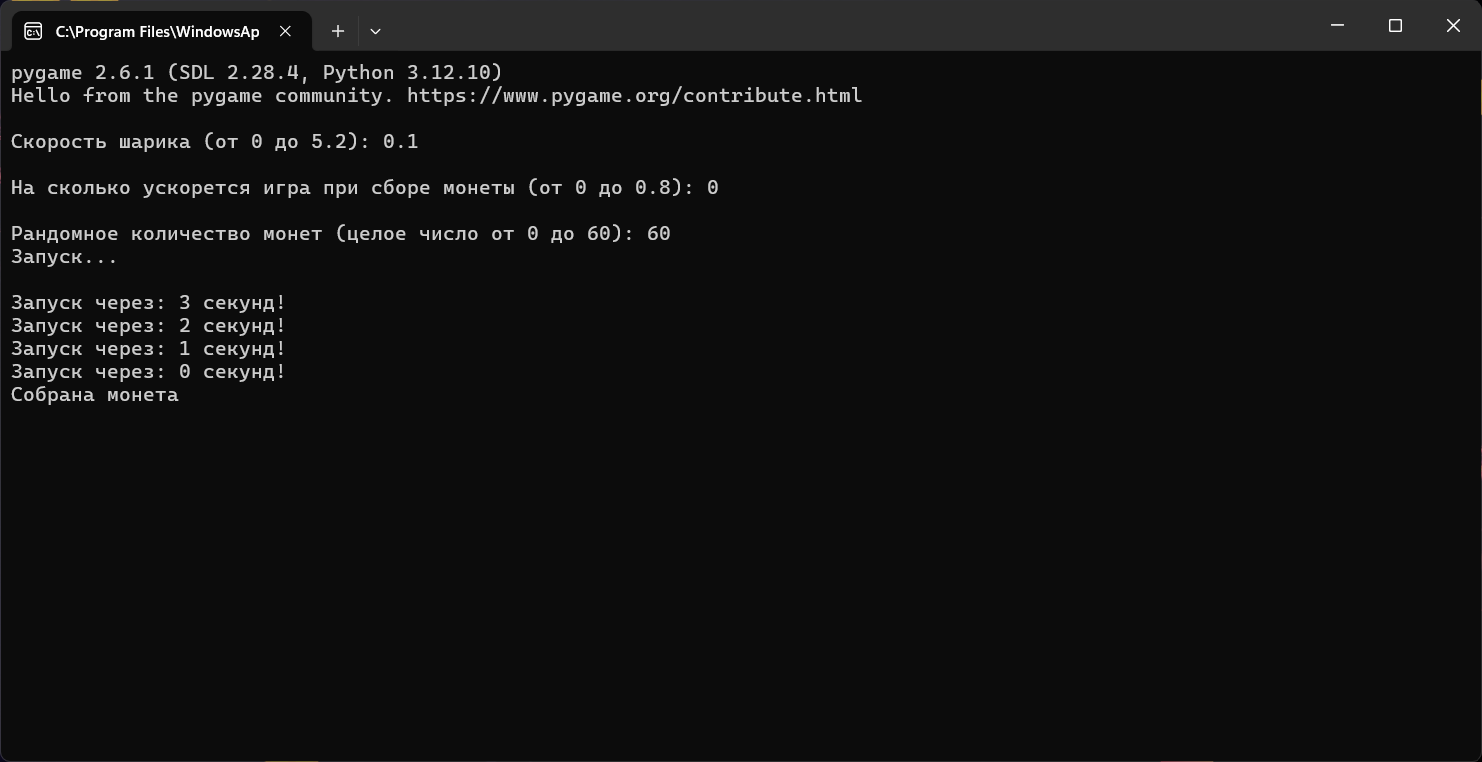 C:\Program Files\WindowsAp
pygame 2.6.1 (SDL 2.28.4, Python 3.12.10)
Hello from the pygame community. https://www.pygame.org/contribute.html
Скорость шарика (от 0 до 5.2): 0.1
На сколько ускорется игра при сборе монеты (от 0 до 0.8): 0
Рандомное количество монет (целое число от 0 до 60): 60
Запуск...
Запуск через: 3 секунд!
Запуск через: 2 секунд!
Запуск через: 1 секунд!
Запуск через: 0 секунд!
Собрана монета